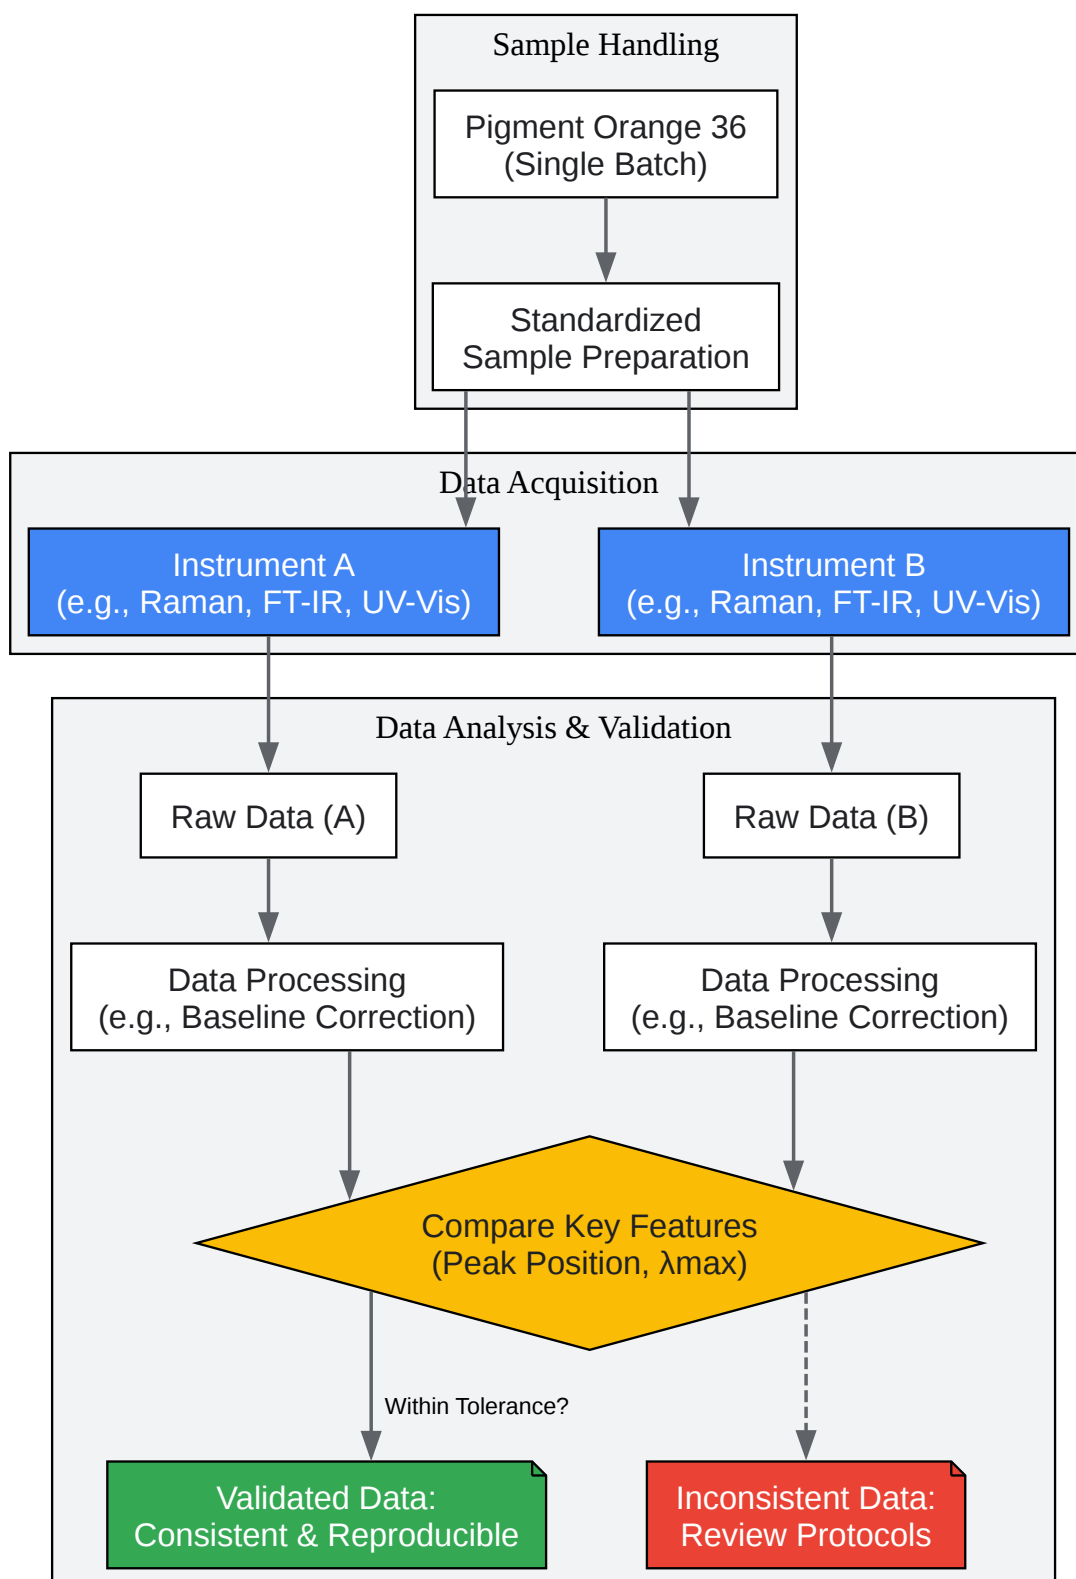 Sample Handling
Pigment Orange 36
(Single Batch)
Standardized
Sample Preparation
Data Acquisition
Instrument A
(e.g., Raman, FT-IR, UV-Vis)
Instrument B
(e.g., Raman, FT-IR, UV-Vis)
Data Analysis & Validation
Raw Data (A)
Raw Data (B)
Data Processing
(e.g., Baseline Correction)
Data Processing
(e.g., Baseline Correction)
Compare Key Features
(Peak Position, λmax)
Within Tolerance?
Validated Data:
Consistent & Reproducible
Inconsistent Data:
Review Protocols